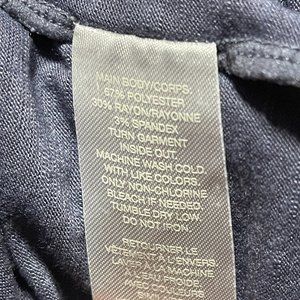 MAIN BODY/CORPS:
67% POLYESTER
30% RAYON/RAYONNE
3% SPANDEX
TURN GARMENT
INSIDE OUT.
MACHINE WASH COLD.
WITH LIKE COLORS
ONLY NON-CHLORINE
BLEACH IF NEEDED.
TUMBLE DRY LOW.
DO NOT IRON.
RETOURNER LE
VÊTEMENT À L'ENVERS.
LAVER À LA MACHINE
À L'EAU FROIDE
AVEC COULEURS